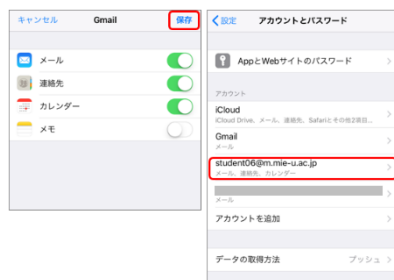 キャンセル Gmail 保存
メール
連絡先
カレンダー
メモ
設定 アカウントとパスワード
AppとWebサイトのパスワード
アカウント
iCloud
iCloud Drive、メール、連絡先、Safariとその他2項目...
Gmail
メール
student06@m.mie-u.ac.jp
メール、連絡先、カレンダー
メール
アカウントを追加
データの取得方法 プッシュ